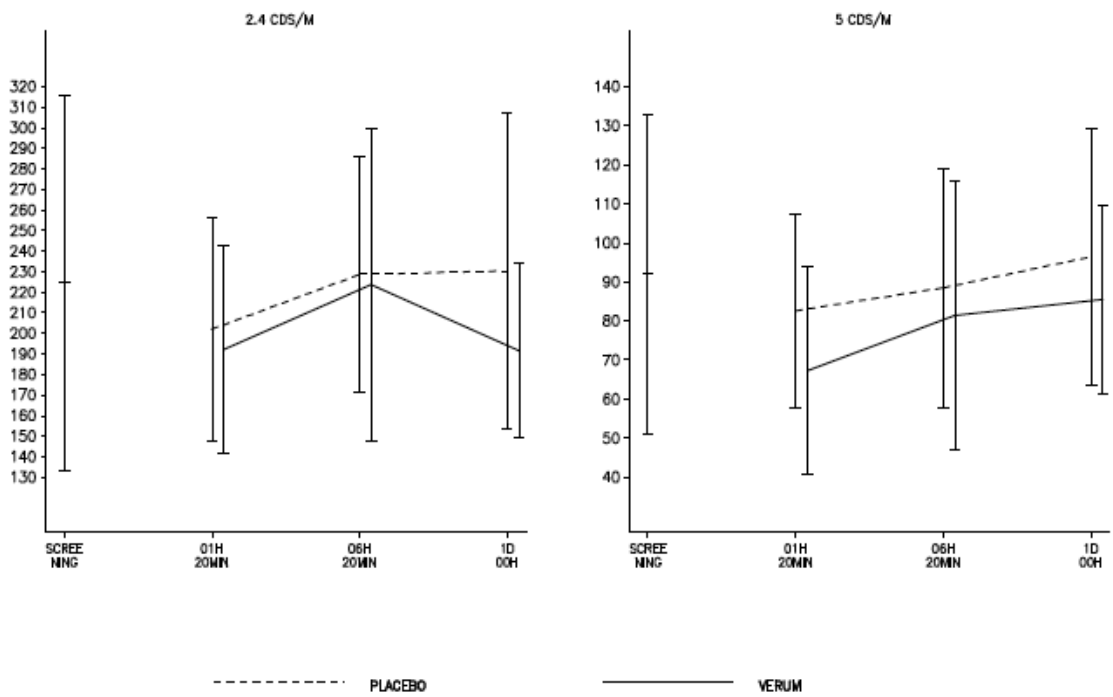 2.4 CDS/M
320
310
300
290
280
270
260
250
240
230
220
210
200
190
180
170
160
150
140
130
SCREE
NING
01H
20MIN
06H
20MIN
1D
00H
5 CDS/M
140
130
120
110
100
90
80
70
60
50
40
SCREE
NING
01H
20MIN
06H
20MIN
1D
00H
PLACEBO VERUM